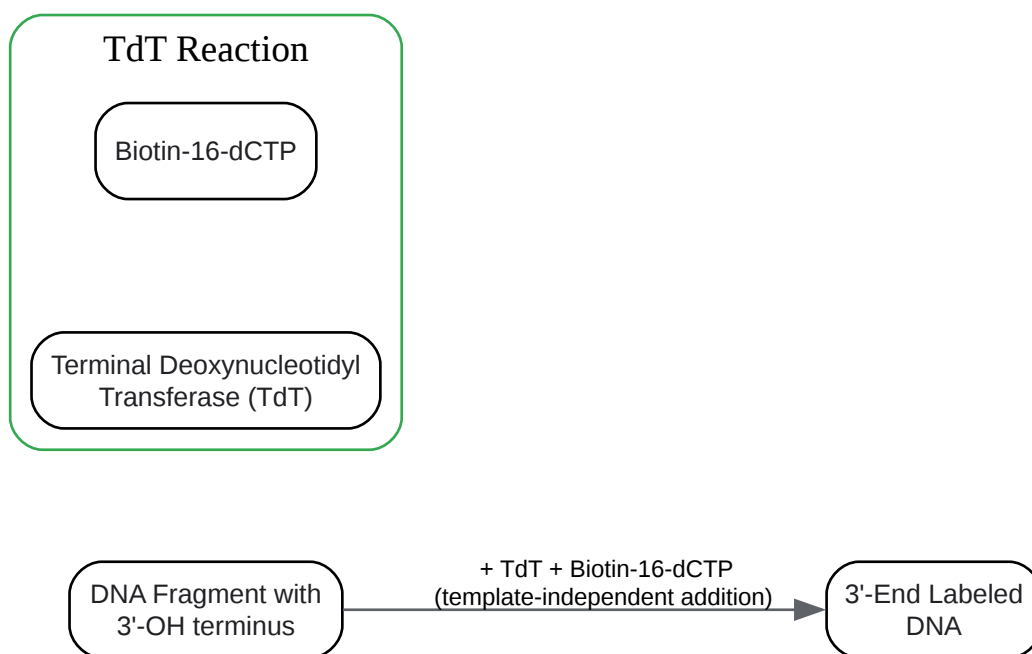 TdT Reaction
Biotin-16-dCTP
Terminal Deoxynucleotidyl
Transferase (TdT)
+ TdT + Biotin-16-dCTP
(template-independent addition)
DNA Fragment with
3'-OH terminus
3'-End Labeled
DNA